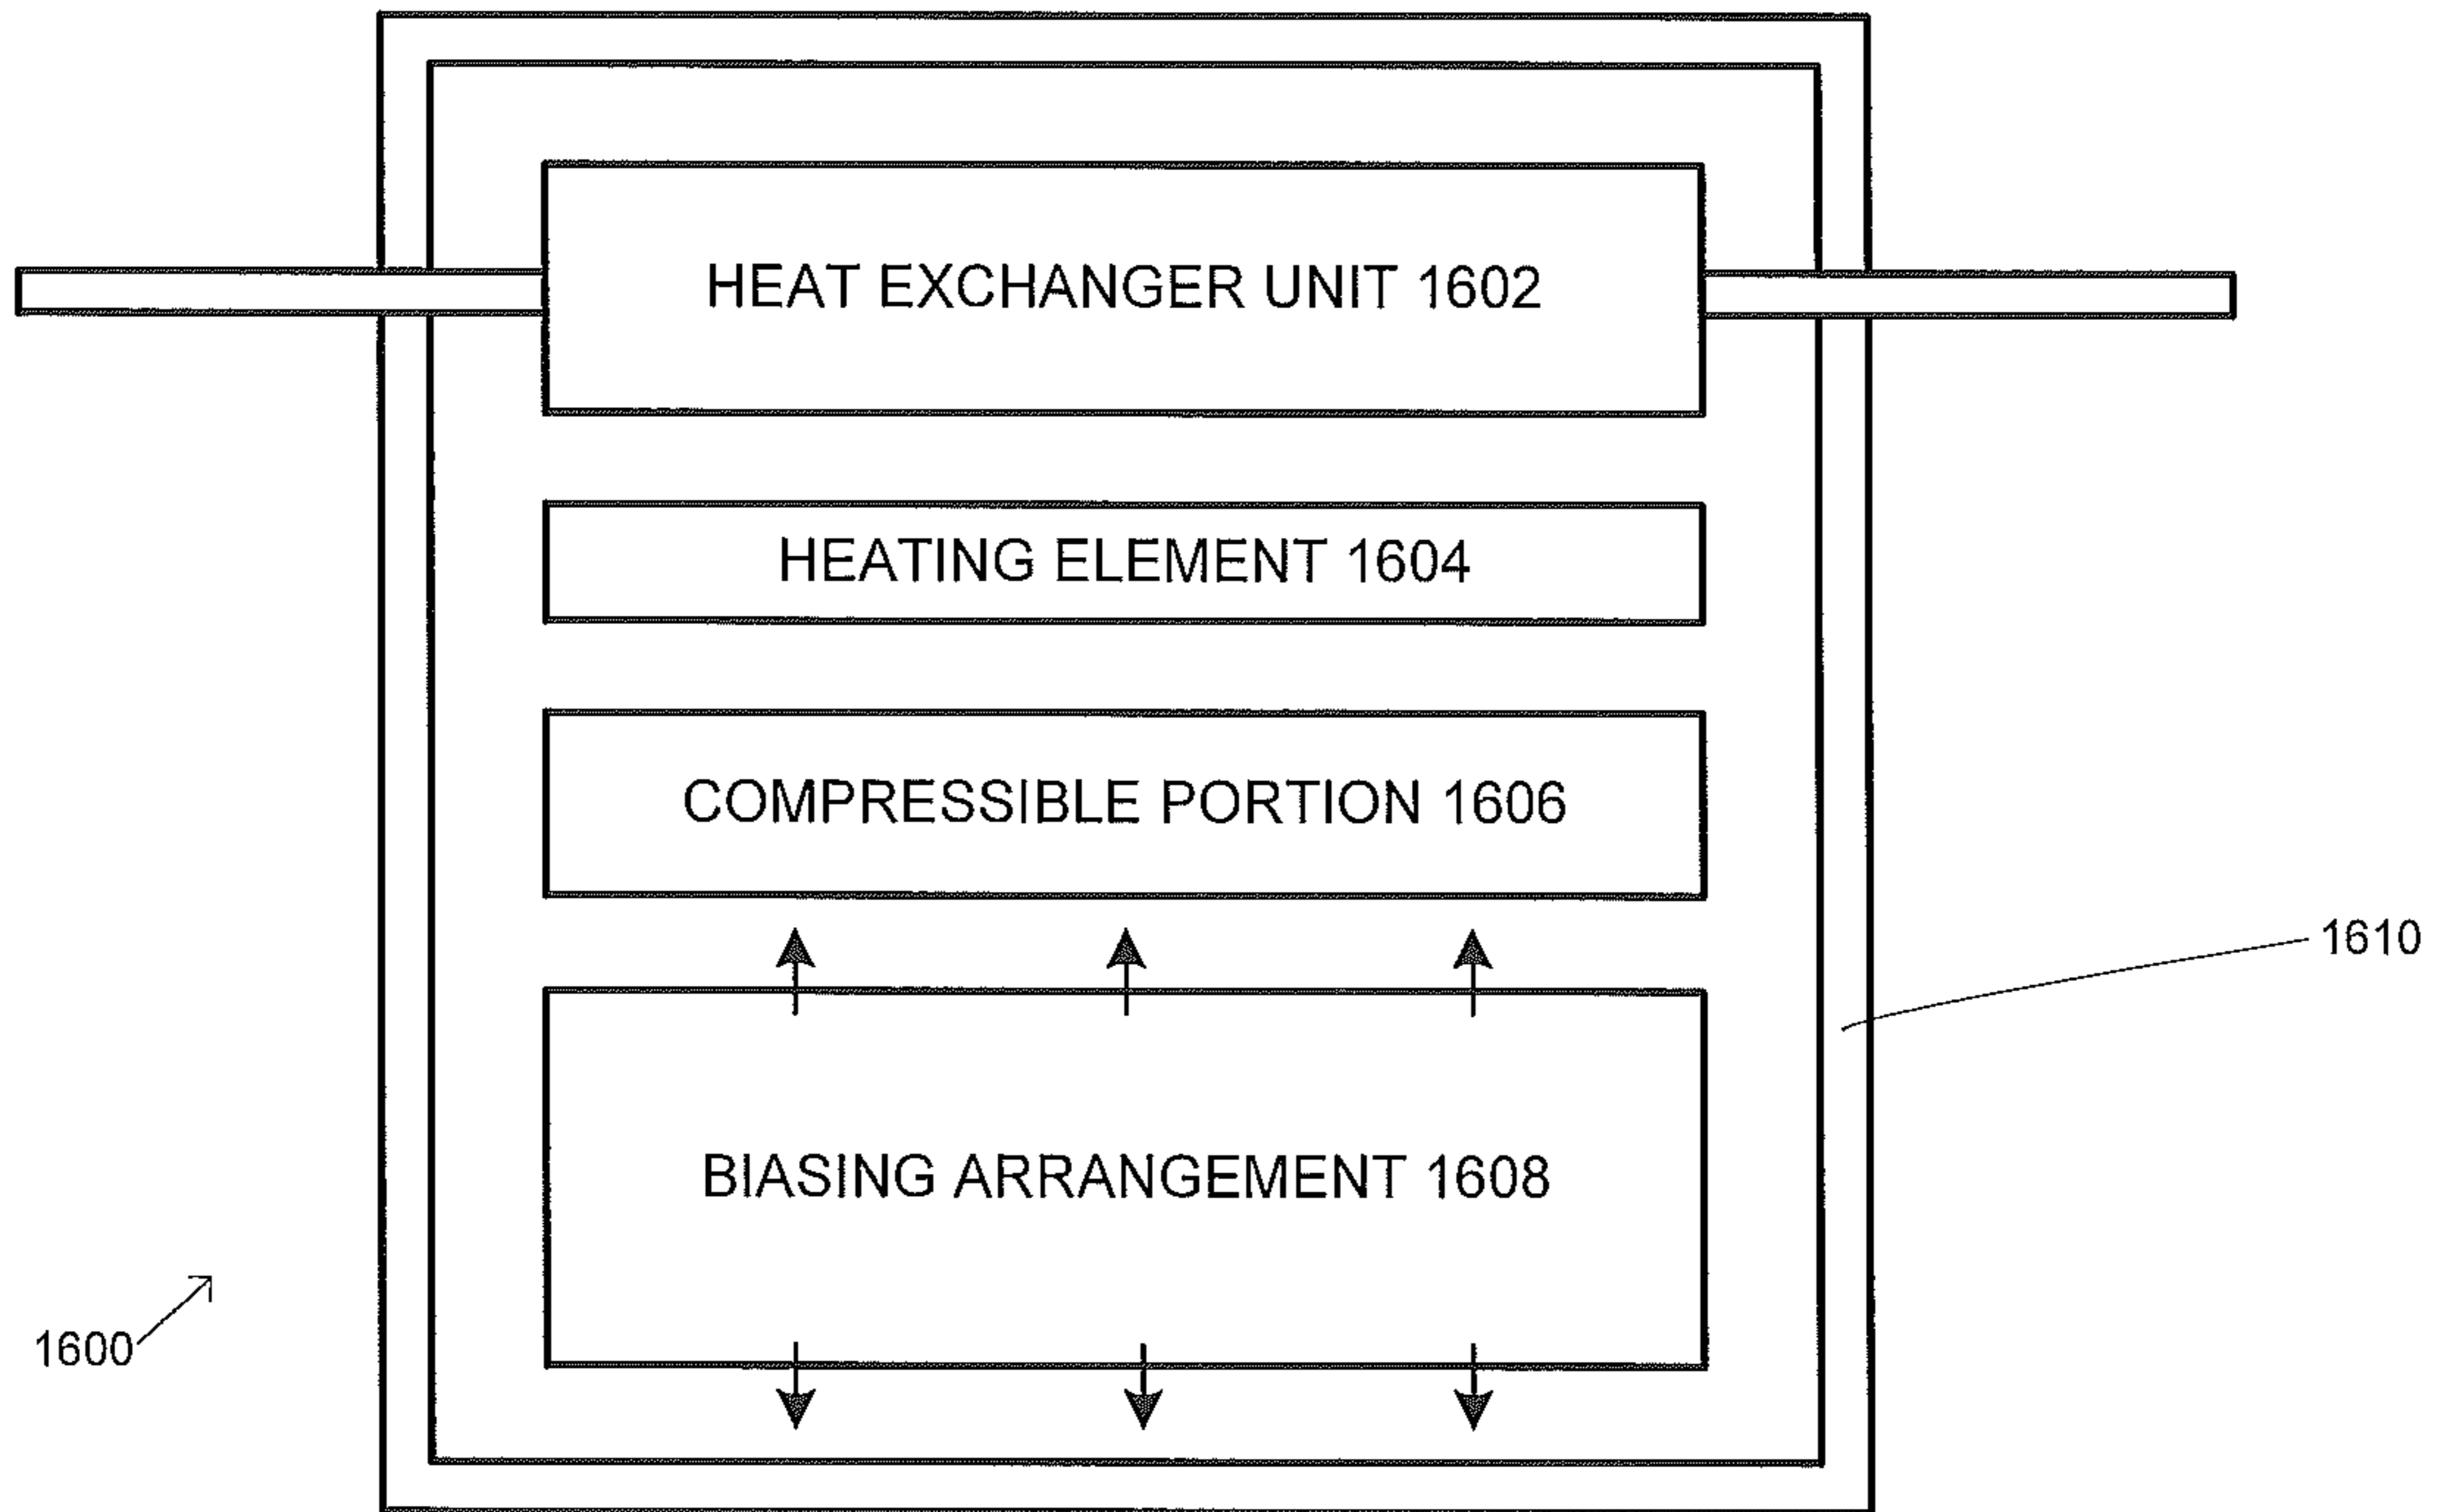 HEAT EXCHANGER UNIT 1602
HEATING ELEMENT 1604
COMPRESSIBLE PORTION 1606
1610
BIASING ARRANGEMENT 1608
1600